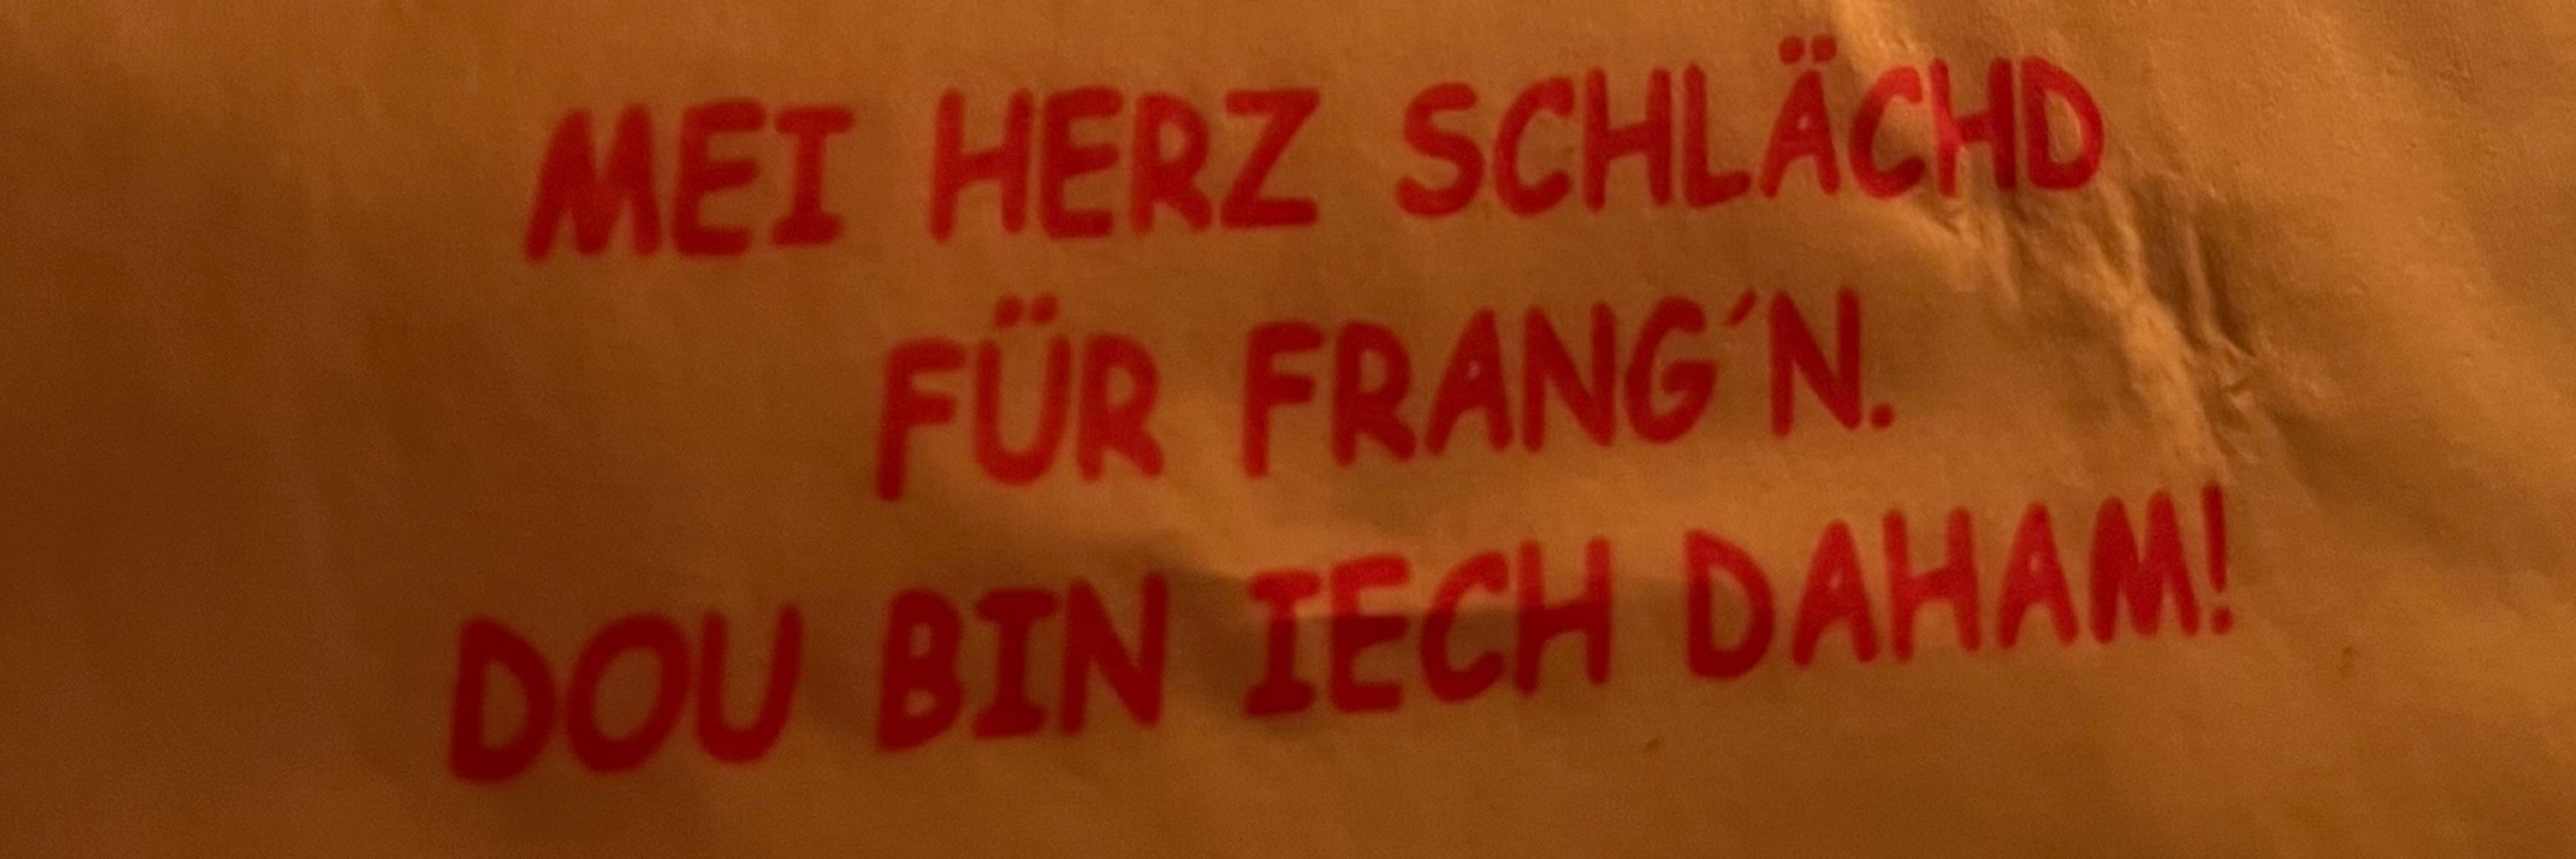 MEI HERZ SCHLÄCHD
FÜR FRANG´N.
DOU BIN IECH DAHAM!